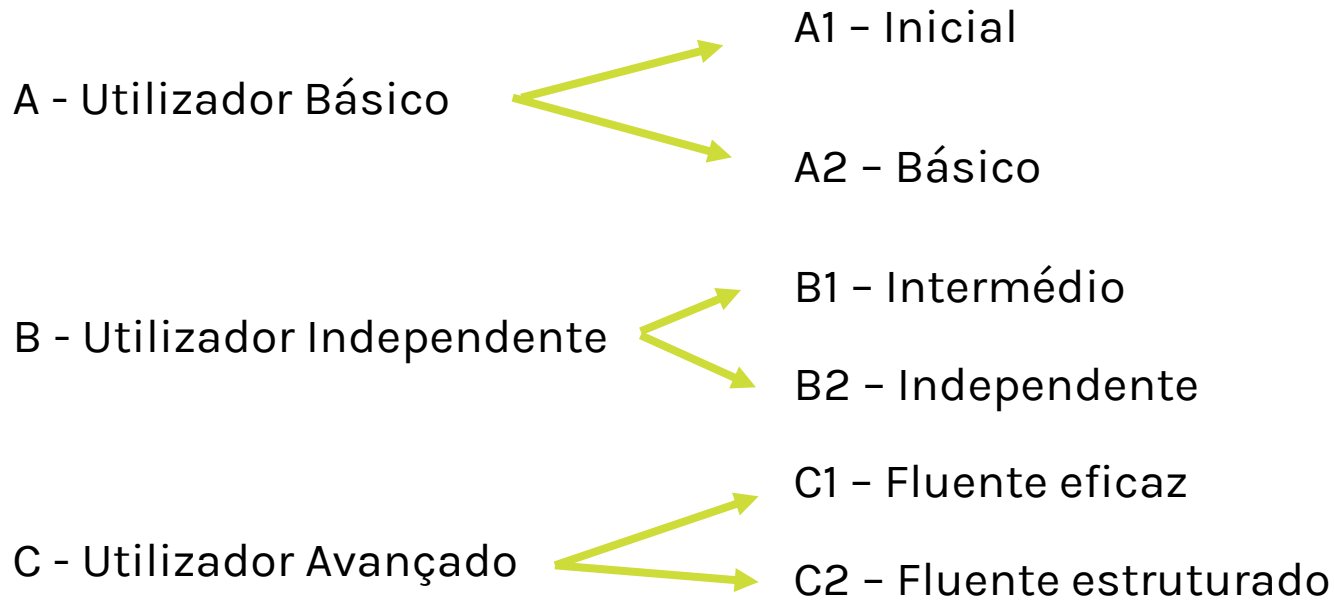 A - Utilizador Básico
A1 – Inicial
A2 – Básico
B - Utilizador Independente
B1 – Intermédio
B2 – Independente
C - Utilizador Avançado
C1 – Fluente eficaz
C2 – Fluente estruturado